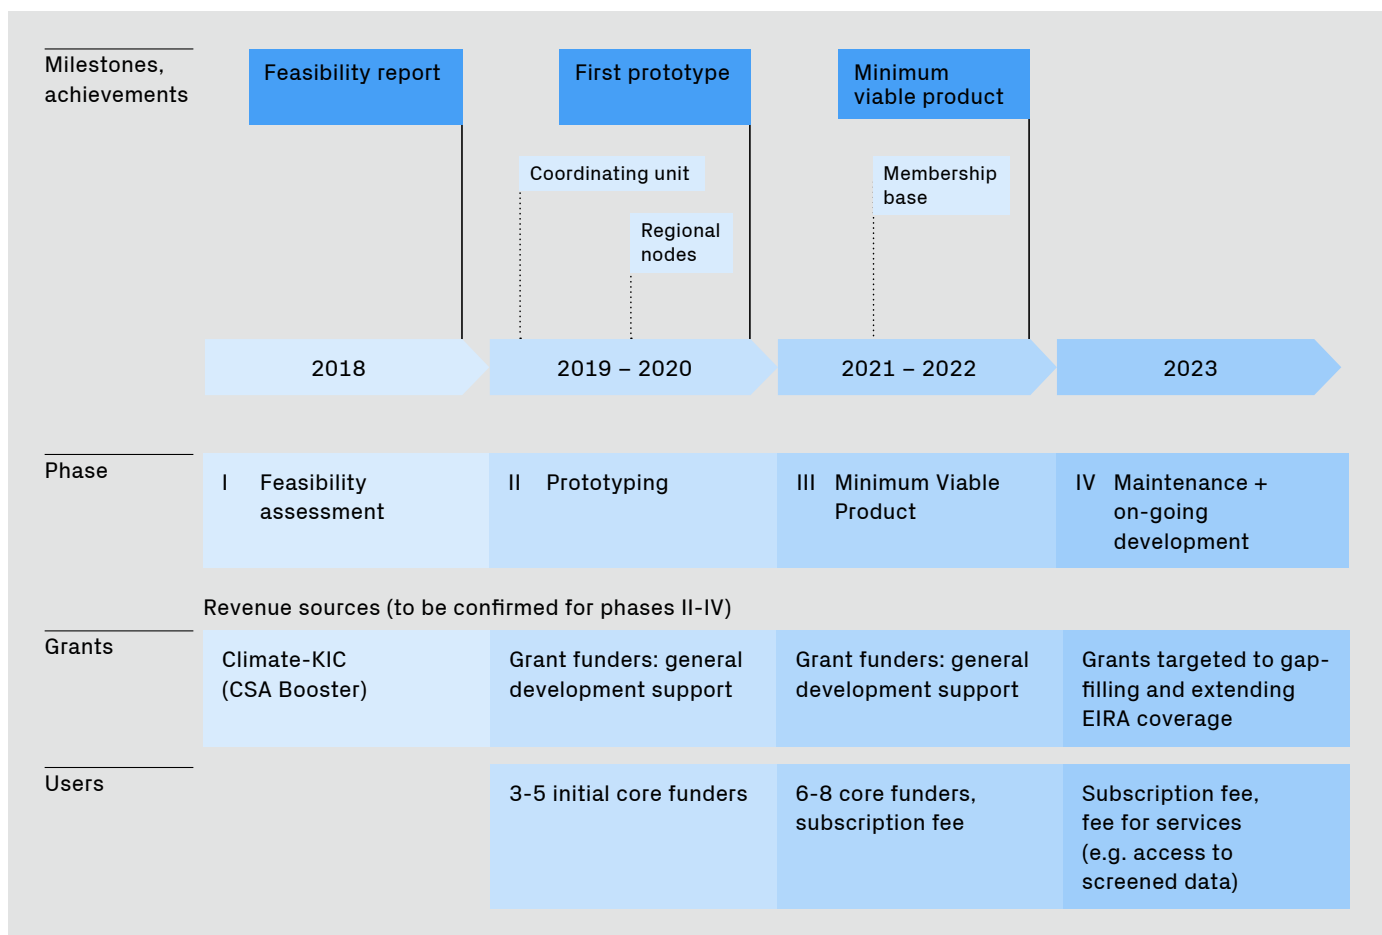 Milestones,
achievements
Feasibility report
First prototype
Minimum
viable product
Coordinating unit
Membership
base
Regional
nodes
2018
2019 – 2020
2021 – 2022
2023
Phase
I Feasibility
assessment
II Prototyping
III Minimum Viable
Product
IV Maintenance +
on-going
development
Revenue sources (to be confirmed for phases II-IV)
Grants
Climate-KIC
(CSA Booster)
Grant funders: general
development support
Grant funders: general
development support
Grants targeted to gap-
filling and extending
EIRA coverage
Users
3-5 initial core funders
6-8 core funders,
subscription fee
Subscription fee,
fee for services
(e.g. access to
screened data)